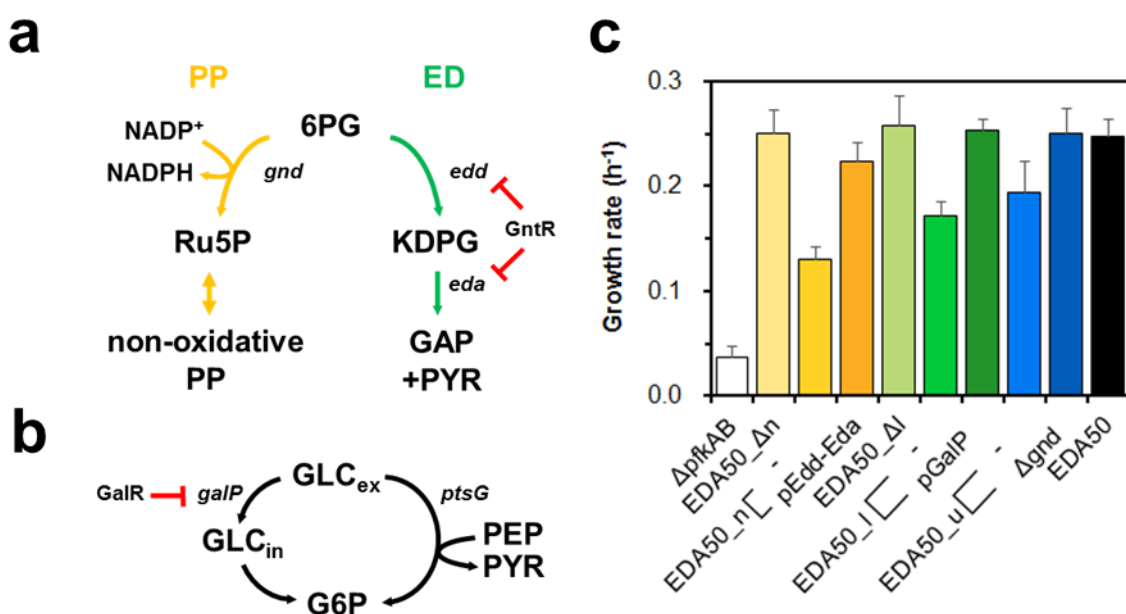 a
PP
ED
NADP+
6PG
NADPH
gnd
edd
GntR
Ru5P
KDPG
eda
non-oxidative
PP
GAP
+PYR
b
GalR
galP
GLCex
ptsG
GLCin
PEP
PYR
G6P
c
Growth rate (h-1)
0.3
0.2
0.1
0.0
ΔpfkAB
EDA50_Δn
EDA50_n
-
pEdd-Eda
EDA50_Δl
EDA50_l
-
pGalP
EDA50_u
-
Δgnd
EDA50